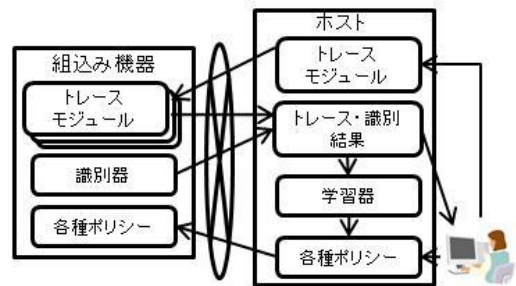 組込み機器
トレース
モジュール
識別器
各種ポリシー
ホスト
トレース
モジュール
トレース・識別
結果
学習器
各種ポリシー